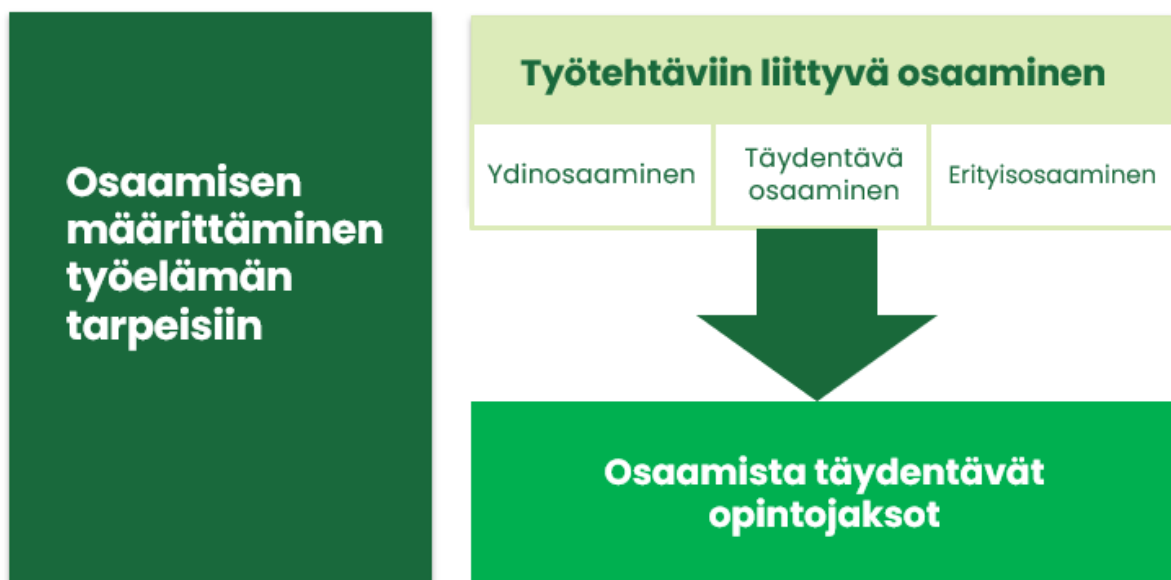 Osaamisen
määrittäminen
työelämän
tarpeisiin
Työtehtäviin liittyvä osaaminen
Ydinosaaminen
Täydentävä
osaaminen
Erityisosaaminen
Osaamista täydentävät
opintojaksot